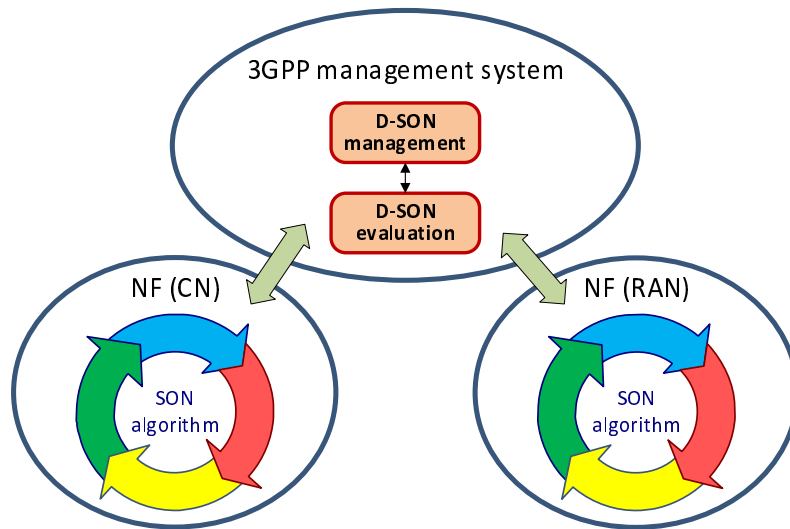 3GPP management system
D-SON
management
D-SON
evaluation
NF (CN)
NF (RAN)
SON
algorithm
SON
algorithm